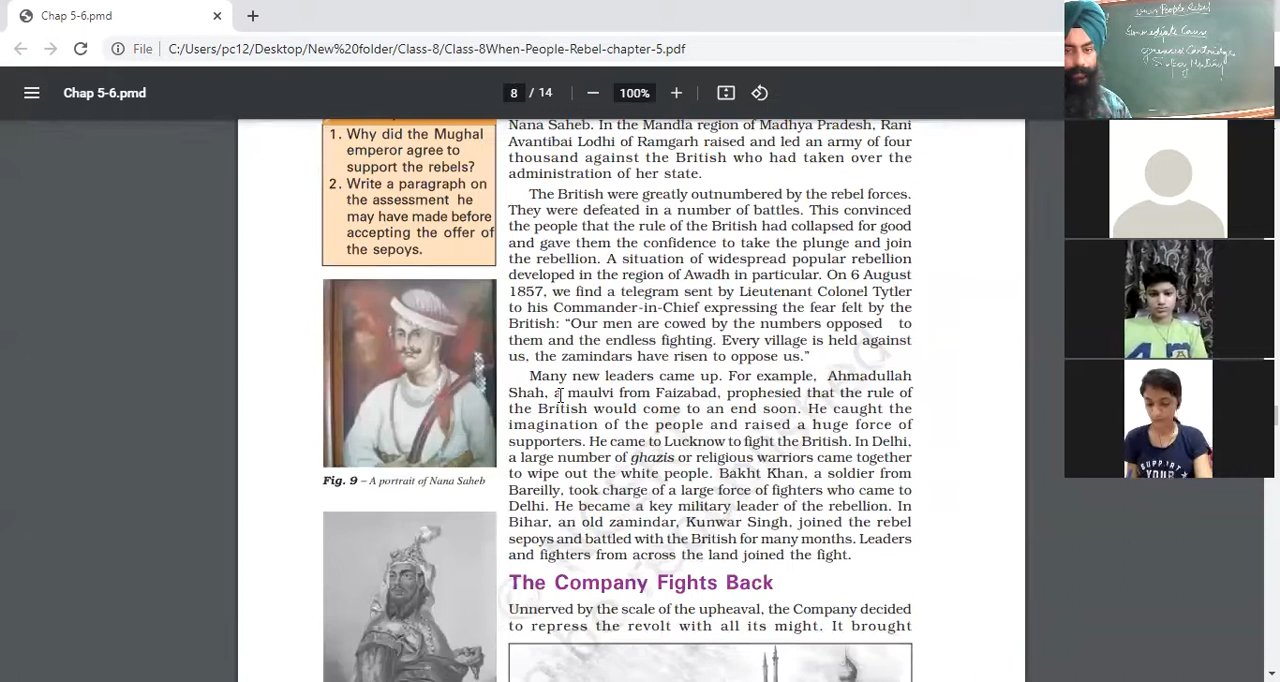 Chap 5-6.pmd
File
C:/Users/pc12/Desktop/New%20folder/Class-8/Class-8When-People-Rebel-chapter-5.pdf
Chap 5-6.pmd
8 / 14
100%
1. Why did the Mughal
emperor agree to
support the rebels?
2. Write a paragraph on
the assessment he
may have made before
accepting the offer of
the sepoys.
Fig. 9 – A portrait of Nana Saheb
Nana Saheb. In the Mandla region of Madhya Pradesh, Rani
Avantibai Lodhi of Ramgarh raised and led an army of four
thousand against the British who had taken over the
administration of her state.
The British were greatly outnumbered by the rebel forces.
They were defeated in a number of battles. This convinced
the people that the rule of the British had collapsed for good
and gave them the confidence to take the plunge and join
the rebellion. A situation of widespread popular rebellion
developed in the region of Awadh in particular. On 6 August
1857, we find a telegram sent by Lieutenant Colonel Tytler
to his Commander-in-Chief expressing the fear felt by the
British: “Our men are cowed by the numbers opposed to
them and the endless fighting. Every village is held against
us, the zamindars have risen to oppose us.”
Many new leaders came up. For example, Ahmadullah
Shah, a maulvi from Faizabad, prophesied that the rule of
the British would come to an end soon. He caught the
imagination of the people and raised a huge force of
supporters. He came to Lucknow to fight the British. In Delhi,
a large number of ghazis or religious warriors came together
to wipe out the white people. Bakht Khan, a soldier from
Bareilly, took charge of a large force of fighters who came to
Delhi. He became a key military leader of the rebellion. In
Bihar, an old zamindar, Kunwar Singh, joined the rebel
sepoys and battled with the British for many months. Leaders
and fighters from across the land joined the fight.
The Company Fights Back
Unnerved by the scale of the upheaval, the Company decided
to repress the revolt with all its might. It brought
When People Rebel
Immediate Cause
Cartridge
Sepoy Mutiny
SUPPORT
YOUR